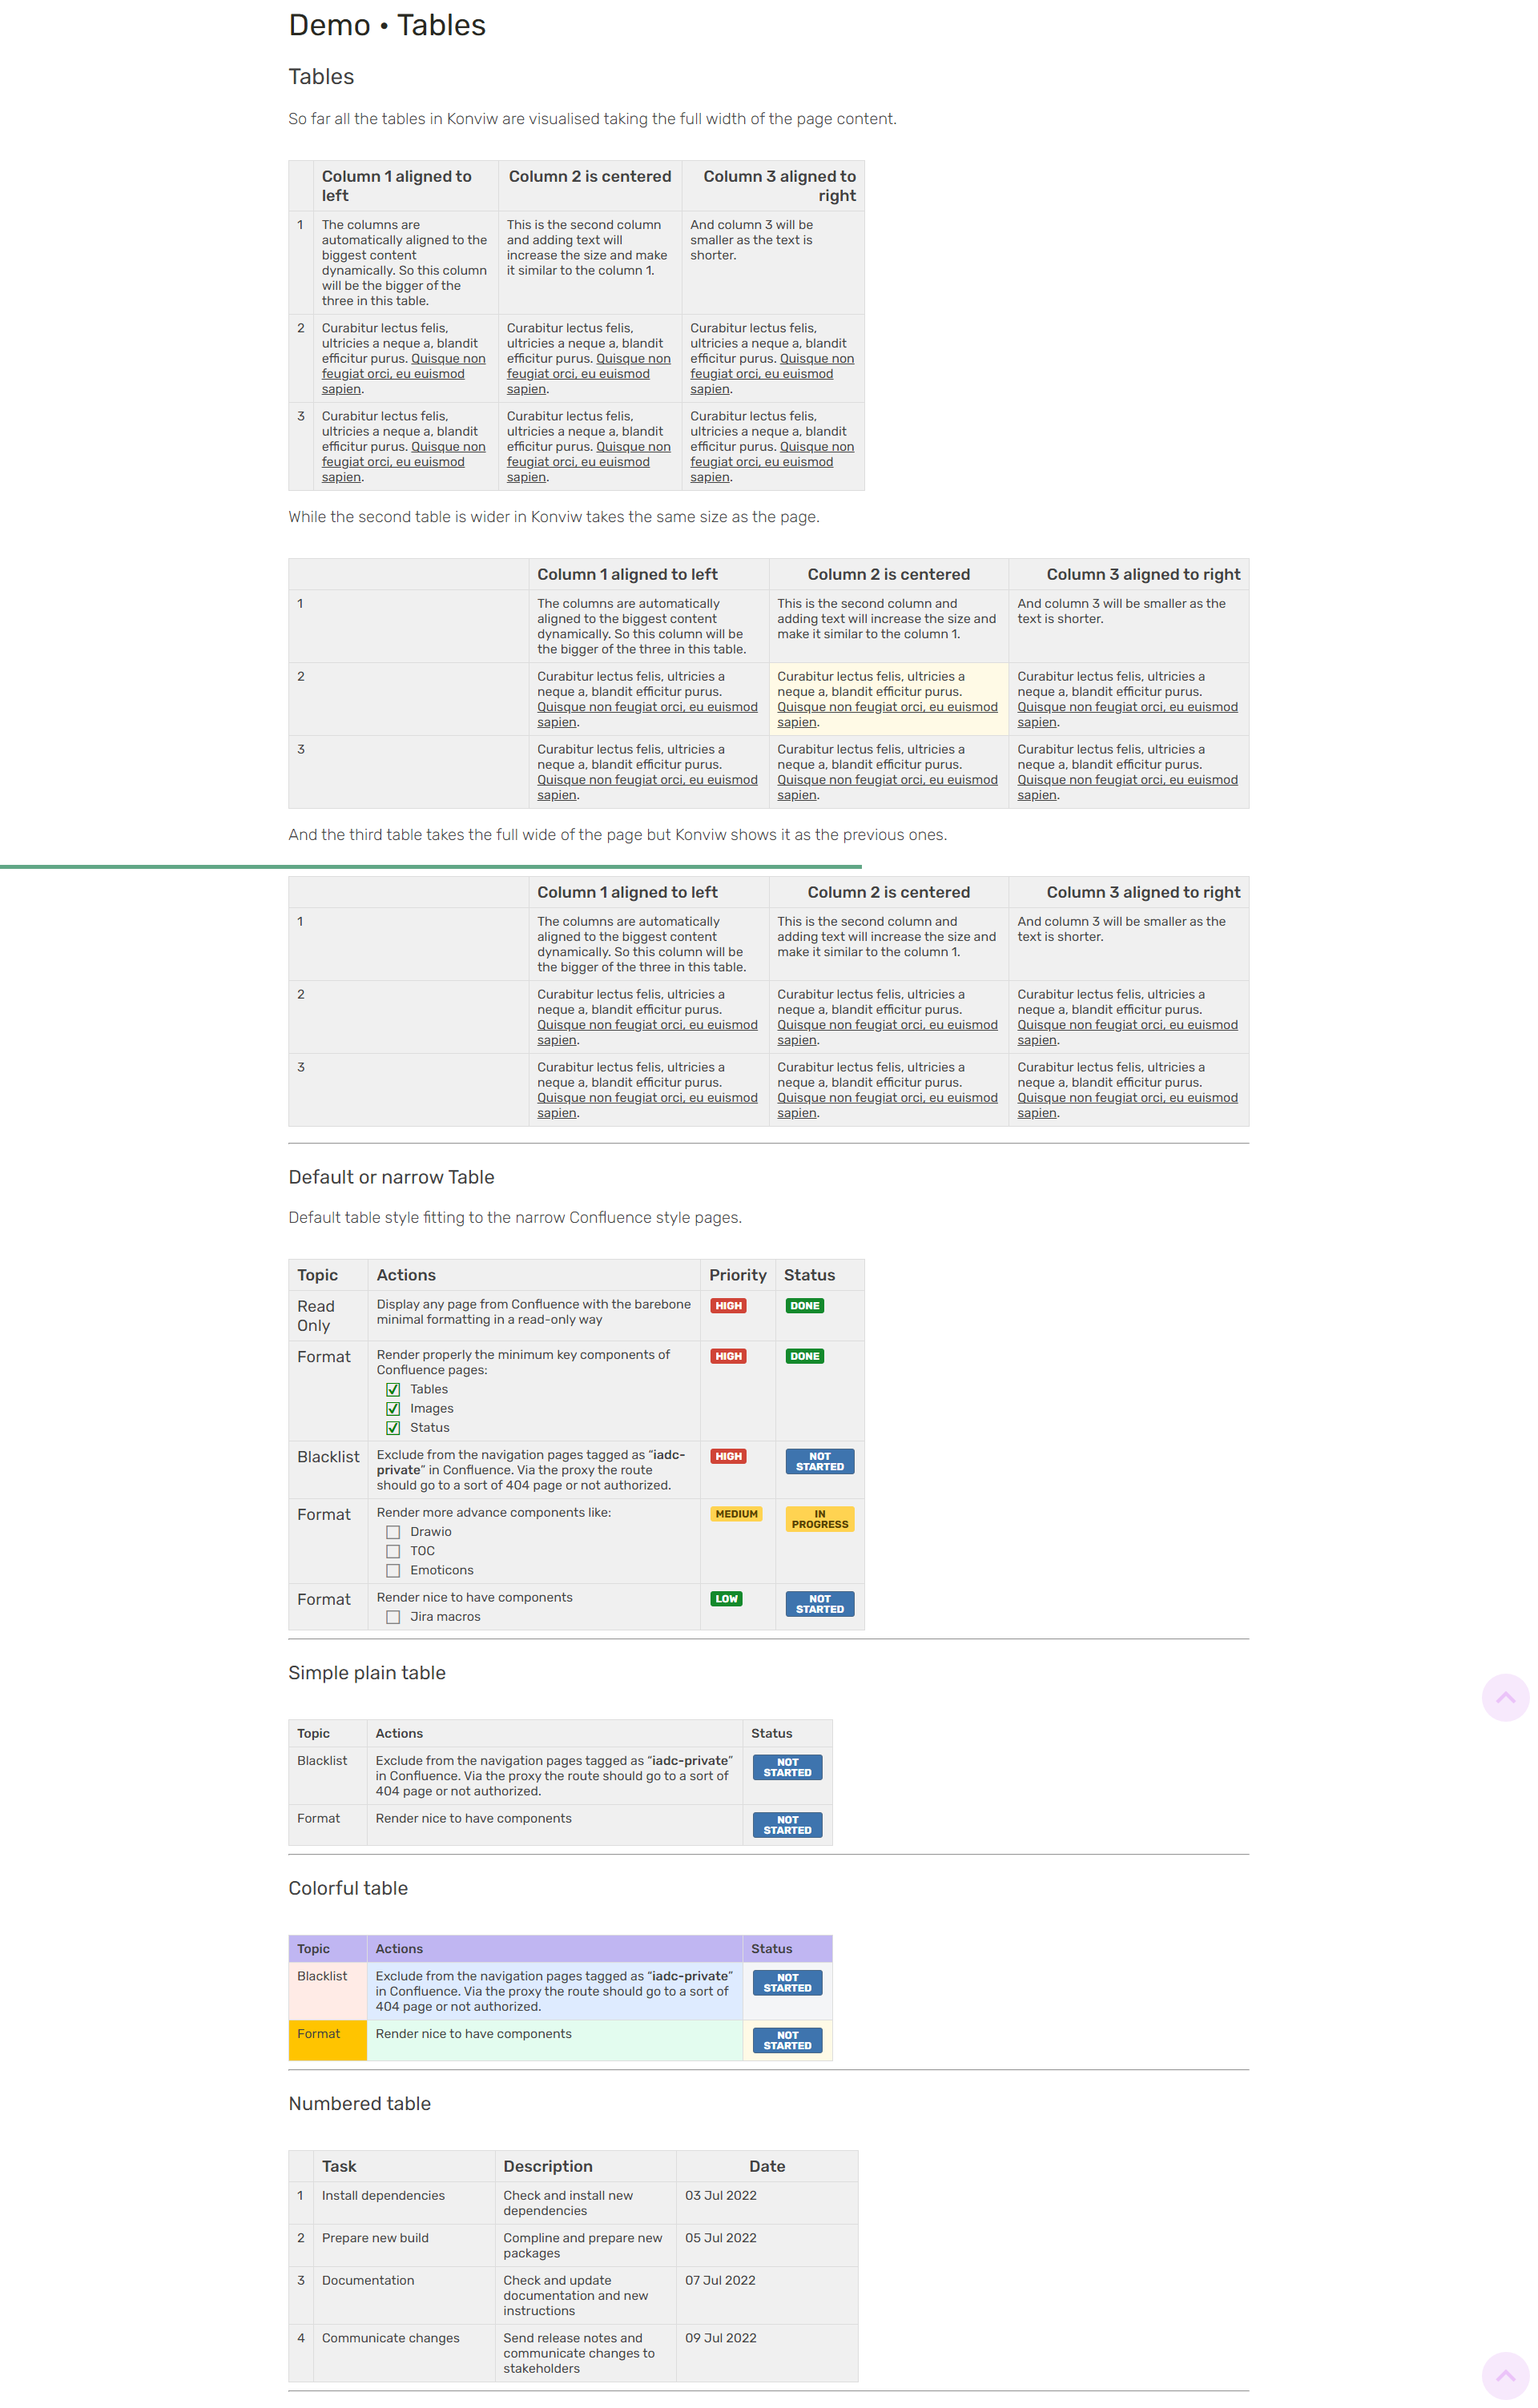 Demo • Tables
Tables
So far all the tables in Konviw are visualised taking the full width of the page content.
Column 1 aligned to
left
Column 2 is centered
Column 3 aligned to
right
1
The columns are
automatically aligned to the
biggest content
dynamically. So this column
will be the bigger of the
three in this table.
This is the second column
and adding text will
increase the size and make
it similar to the column 1.
And column 3 will be
smaller as the text is
shorter.
2
Curabitur lectus felis,
ultricies a neque a, blandit
efficitur purus. Quisque non
feugiat orci, eu euismod
sapien.
Curabitur lectus felis,
ultricies a neque a, blandit
efficitur purus. Quisque non
feugiat orci, eu euismod
sapien.
Curabitur lectus felis,
ultricies a neque a, blandit
efficitur purus. Quisque non
feugiat orci, eu euismod
sapien.
3
Curabitur lectus felis,
ultricies a neque a, blandit
efficitur purus. Quisque non
feugiat orci, eu euismod
sapien.
Curabitur lectus felis,
ultricies a neque a, blandit
efficitur purus. Quisque non
feugiat orci, eu euismod
sapien.
Curabitur lectus felis,
ultricies a neque a, blandit
efficitur purus. Quisque non
feugiat orci, eu euismod
sapien.
While the second table is wider in Konviw takes the same size as the page.
Column 1 aligned to left
Column 2 is centered
Column 3 aligned to right
1
The columns are automatically
aligned to the biggest content
dynamically. So this column will be
the bigger of the three in this table.
This is the second column and
adding text will increase the size and
make it similar to the column 1.
And column 3 will be smaller as the
text is shorter.
2
Curabitur lectus felis, ultricies a
neque a, blandit efficitur purus.
Quisque non feugiat orci, eu euismod
sapien.
Curabitur lectus felis, ultricies a
neque a, blandit efficitur purus.
Quisque non feugiat orci, eu euismod
sapien.
Curabitur lectus felis, ultricies a
neque a, blandit efficitur purus.
Quisque non feugiat orci, eu euismod
sapien.
3
Curabitur lectus felis, ultricies a
neque a, blandit efficitur purus.
Quisque non feugiat orci, eu euismod
sapien.
Curabitur lectus felis, ultricies a
neque a, blandit efficitur purus.
Quisque non feugiat orci, eu euismod
sapien.
Curabitur lectus felis, ultricies a
neque a, blandit efficitur purus.
Quisque non feugiat orci, eu euismod
sapien.
And the third table takes the full wide of the page but Konviw shows it as the previous ones.
Column 1 aligned to left
Column 2 is centered
Column 3 aligned to right
1
The columns are automatically
aligned to the biggest content
dynamically. So this column will be
the bigger of the three in this table.
This is the second column and
adding text will increase the size and
make it similar to the column 1.
And column 3 will be smaller as the
text is shorter.
2
Curabitur lectus felis, ultricies a
neque a, blandit efficitur purus.
Quisque non feugiat orci, eu euismod
sapien.
Curabitur lectus felis, ultricies a
neque a, blandit efficitur purus.
Quisque non feugiat orci, eu euismod
sapien.
Curabitur lectus felis, ultricies a
neque a, blandit efficitur purus.
Quisque non feugiat orci, eu euismod
sapien.
3
Curabitur lectus felis, ultricies a
neque a, blandit efficitur purus.
Quisque non feugiat orci, eu euismod
sapien.
Curabitur lectus felis, ultricies a
neque a, blandit efficitur purus.
Quisque non feugiat orci, eu euismod
sapien.
Curabitur lectus felis, ultricies a
neque a, blandit efficitur purus.
Quisque non feugiat orci, eu euismod
sapien.
Default or narrow Table
Default table style fitting to the narrow Confluence style pages.
Topic
Actions
Priority
Status
Read
Only
Display any page from Confluence with the barebone
minimal formatting in a read-only way
HIGH
DONE
Format
Render properly the minimum key components of
Confluence pages:
Tables
Images
Status
HIGH
DONE
Blacklist
Exclude from the navigation pages tagged as “iadc-
private” in Confluence. Via the proxy the route
should go to a sort of 404 page or not authorized.
HIGH
NOT
STARTED
Format
Render more advance components like:
Drawio
TOC
Emoticons
MEDIUM
IN
PROGRESS
Format
Render nice to have components
Jira macros
LOW
NOT
STARTED
Simple plain table
Topic
Actions
Status
Blacklist
Exclude from the navigation pages tagged as “iadc-private”
in Confluence. Via the proxy the route should go to a sort of
404 page or not authorized.
NOT
STARTED
Format
Render nice to have components
NOT
STARTED
Colorful table
Topic
Actions
Status
Blacklist
Exclude from the navigation pages tagged as “iadc-private”
in Confluence. Via the proxy the route should go to a sort of
404 page or not authorized.
NOT
STARTED
Format
Render nice to have components
NOT
STARTED
Numbered table
Task
Description
Date
1
Install dependencies
Check and install new
dependencies
03 Jul 2022
2
Prepare new build
Compline and prepare new
packages
05 Jul 2022
3
Documentation
Check and update
documentation and new
instructions
07 Jul 2022
4
Communicate changes
Send release notes and
communicate changes to
stakeholders
09 Jul 2022